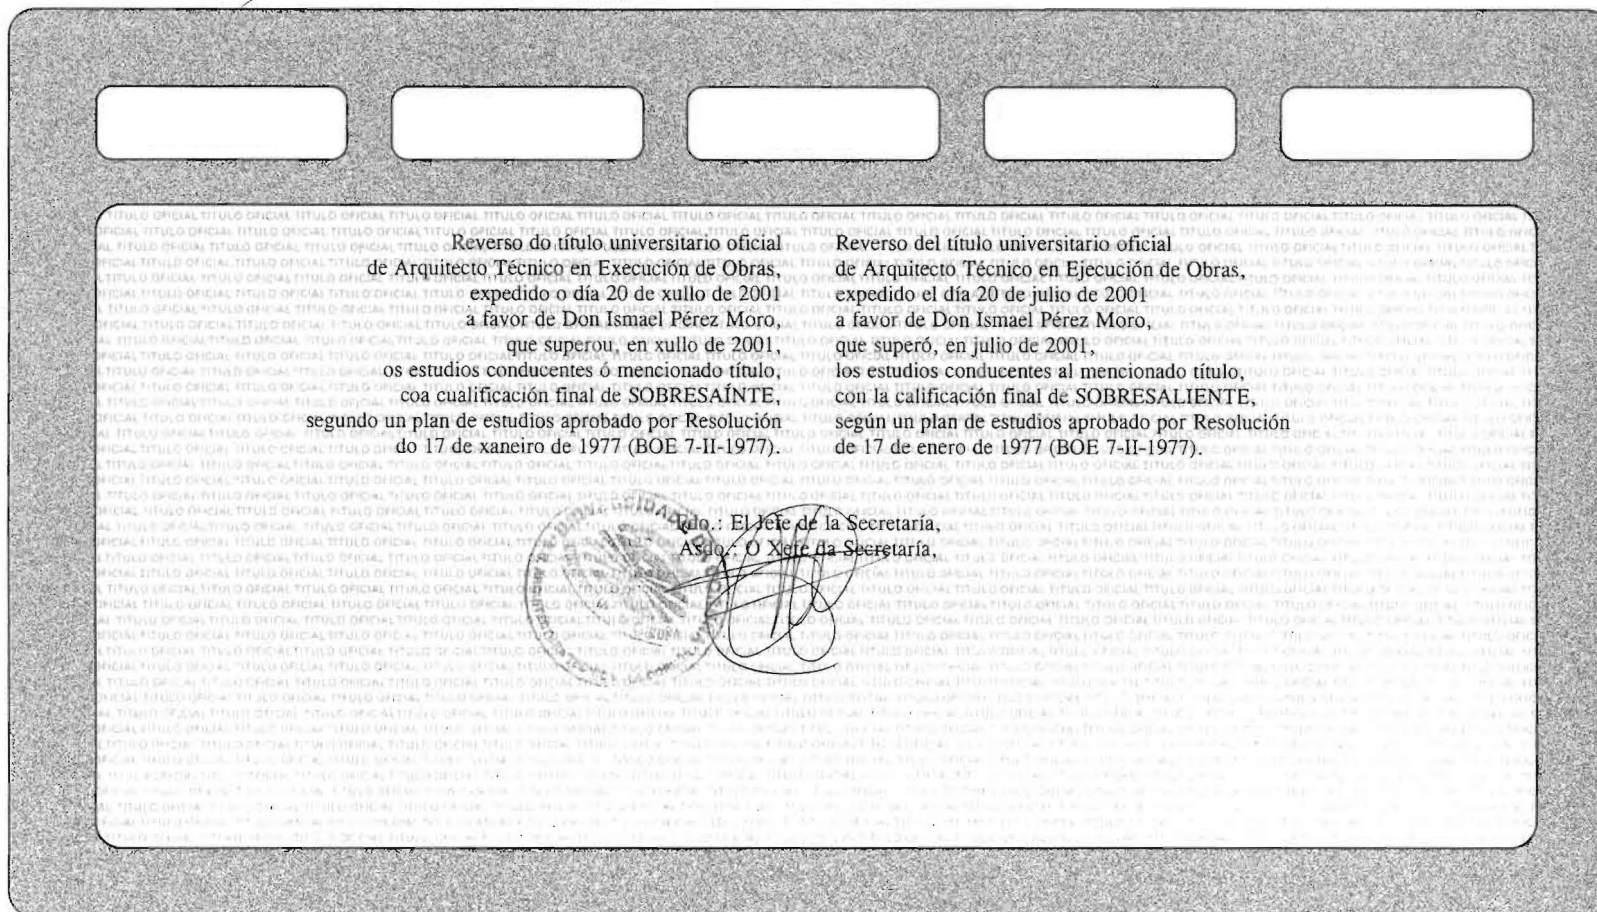 Reverso do título universitario oficial
de Arquitecto Técnico en Execución de Obras,
expedido o día 20 de xullo de 2001
a favor de Don Ismael Pérez Moro,
que superou, en xullo de 2001,
os estudios conducentes ó mencionado título,
coa cualificación final de SOBRESAÍNTE,
segundo un plan de estudios aprobado por Resolución
do 17 de xaneiro de 1977 (BOE 7-II-1977).
Reverso del título universitario oficial
de Arquitecto Técnico en Ejecución de Obras,
expedido el día 20 de julio de 2001
a favor de Don Ismael Pérez Moro,
que superó, en julio de 2001,
los estudios conducentes al mencionado título,
con la calificación final de SOBRESALIENTE,
según un plan de estudios aprobado por Resolución
de 17 de enero de 1977 (BOE 7-II-1977).
Fdo.: El Jefe de la Secretaría,
Asdo.: O Xefe da Secretaría,